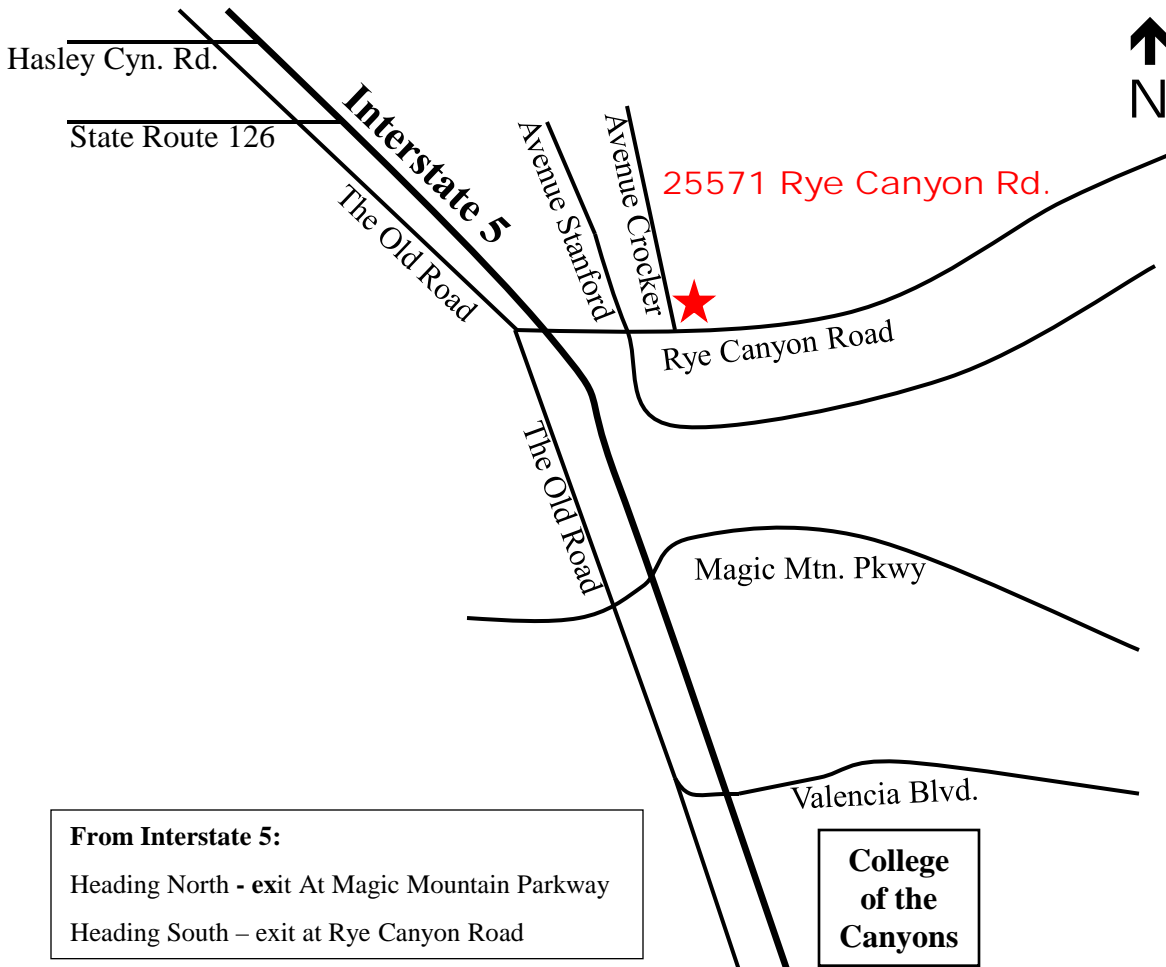 Hasley Cyn. Rd.
State Route 126
Interstate 5
The Old Road
Avenue Stanford
Avenue Crocker
N
25571 Rye Canyon Rd.
Rye Canyon Road
The Old Road
Magic Mtn. Pkwy
Valencia Blvd.
From Interstate 5:
Heading North - exit At Magic Mountain Parkway
Heading South – exit at Rye Canyon Road
College
of the
Canyons